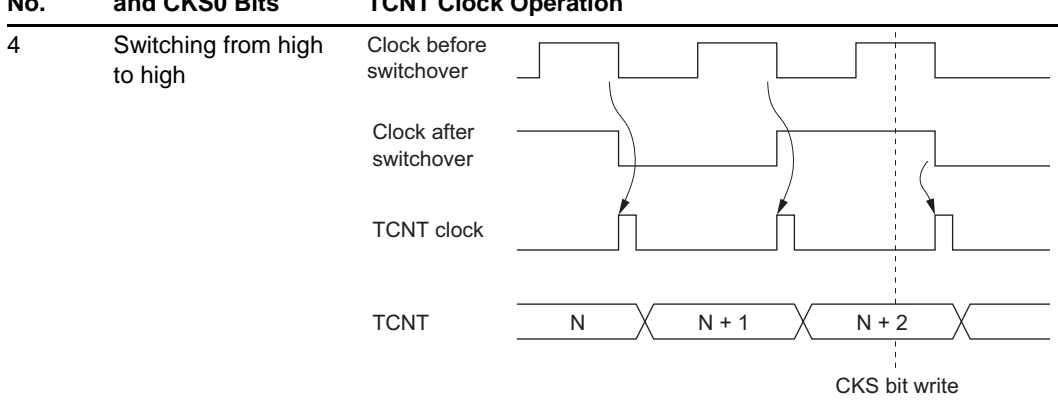 No. and CKS0 Bits TCNT Clock Operation
4 Switching from high Clock before
to high switchover
Clock after
switchover
TCNT clock
TCNT N N + 1 N + 2
CKS bit write